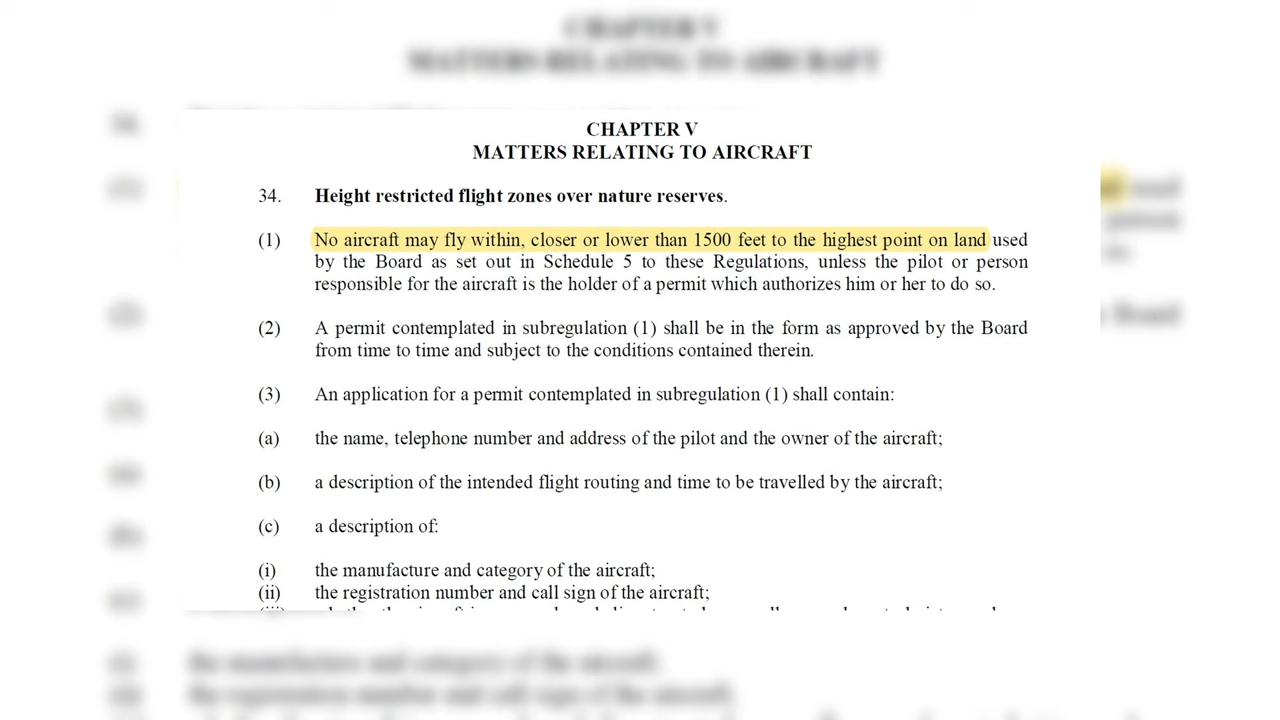 CHAPTER V
MATTERS RELATING TO AIRCRAFT
34. Height restricted flight zones over nature reserves.
(1) No aircraft may fly within, closer or lower than 1500 feet to the highest point on land used
by the Board as set out in Schedule 5 to these Regulations, unless the pilot or person
responsible for the aircraft is the holder of a permit which authorizes him or her to do so.
(2) A permit contemplated in subregulation (1) shall be in the form as approved by the Board
from time to time and subject to the conditions contained therein.
(3) An application for a permit contemplated in subregulation (1) shall contain:
(a) the name, telephone number and address of the pilot and the owner of the aircraft;
(b) a description of the intended flight routing and time to be travelled by the aircraft;
(c) a description of:
(i) the manufacture and category of the aircraft;
(ii) the registration number and call sign of the aircraft;